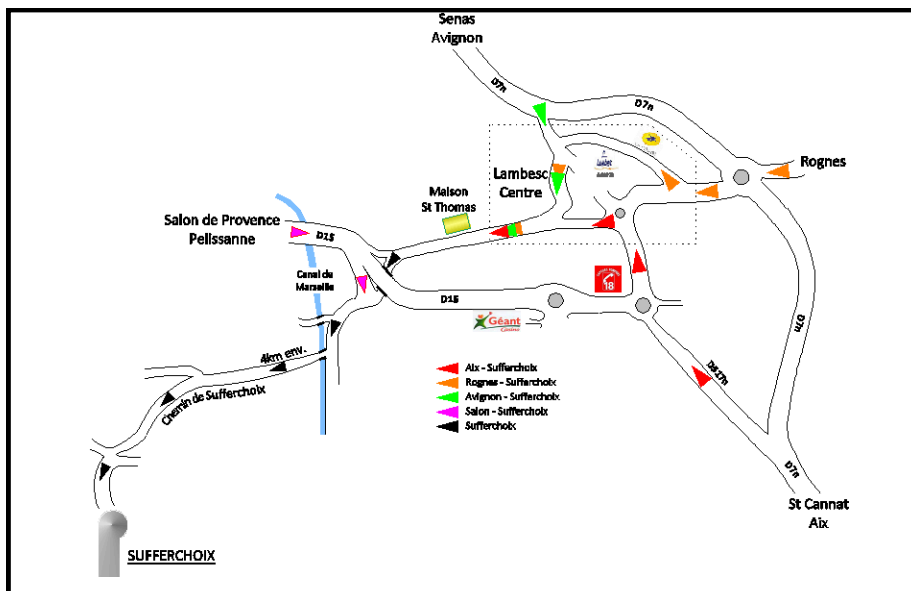 Senas
Avignon
D7n
D7n
Rognes
Lambesc
Centre
Maison
St Thomas
Salon de Provence
Pelissanne
D15
Canal de
Marseille
18
D15
Géant
Casino
D7n
4km env.
Chemin de Sufferchoix
Aix - Sufferchoix
Rognes - Sufferchoix
Avignon - Sufferchoix
Salon - Sufferchoix
Sufferchoix
D7n
St Cannat
Aix
SUFFERCHOIX